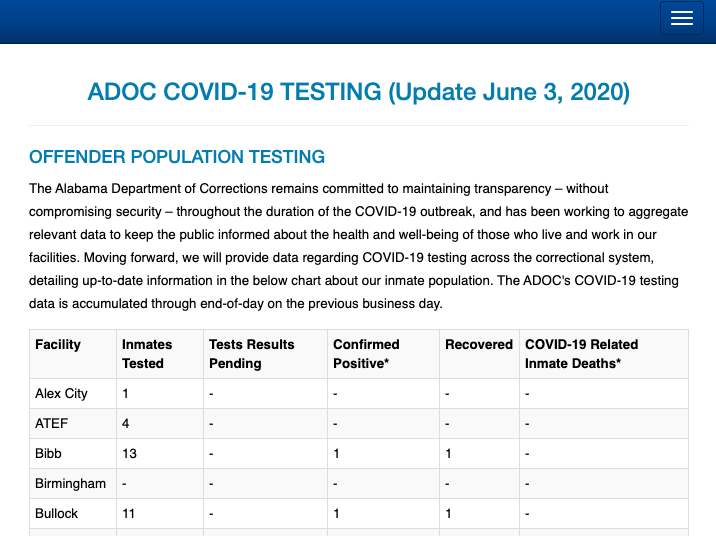 ADOC COVID-19 TESTING (Update June 3, 2020)
OFFENDER POPULATION TESTING
The Alabama Department of Corrections remains committed to maintaining transparency – without
compromising security – throughout the duration of the COVID-19 outbreak, and has been working to aggregate
relevant data to keep the public informed about the health and well-being of those who live and work in our
facilities. Moving forward, we will provide data regarding COVID-19 testing across the correctional system,
detailing up-to-date information in the below chart about our inmate population. The ADOC's COVID-19 testing
data is accumulated through end-of-day on the previous business day.
Facility Inmates Tests Results Confirmed Recovered COVID-19 Related
Tested Pending Positive* Inmate Deaths*
Alex City 1 - - - -
ATEF 4 - - - -
Bibb 13 - 1 1 -
Birmingham - - - - -
Bullock 11 - 1 1 -